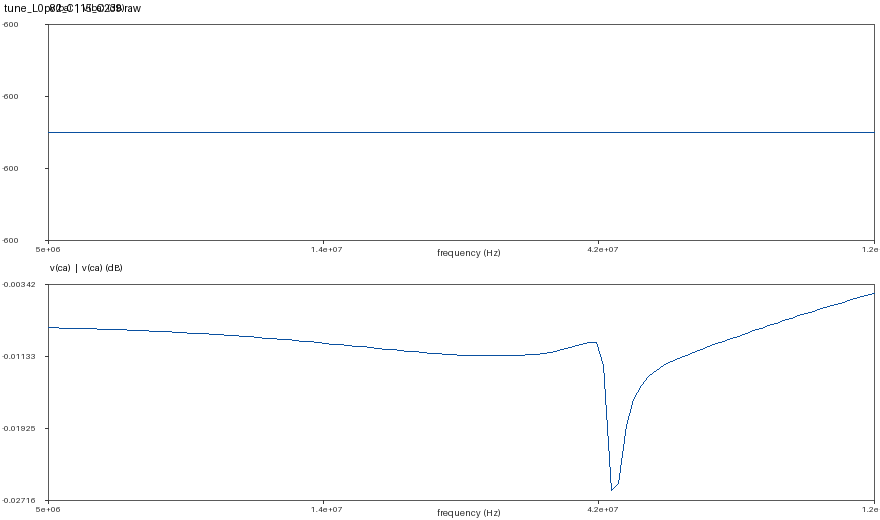 tune_L0p82_C115_C239.raw
-600
-600
-600
-600
5e+06 1.4e+07 4.2e+07 1.2e
frequency (Hz)
v(ca) | v(ca) (dB)
-0.00342
-0.01133
-0.01925
-0.02716
5e+06 1.4e+07 4.2e+07 1.2e
frequency (Hz)